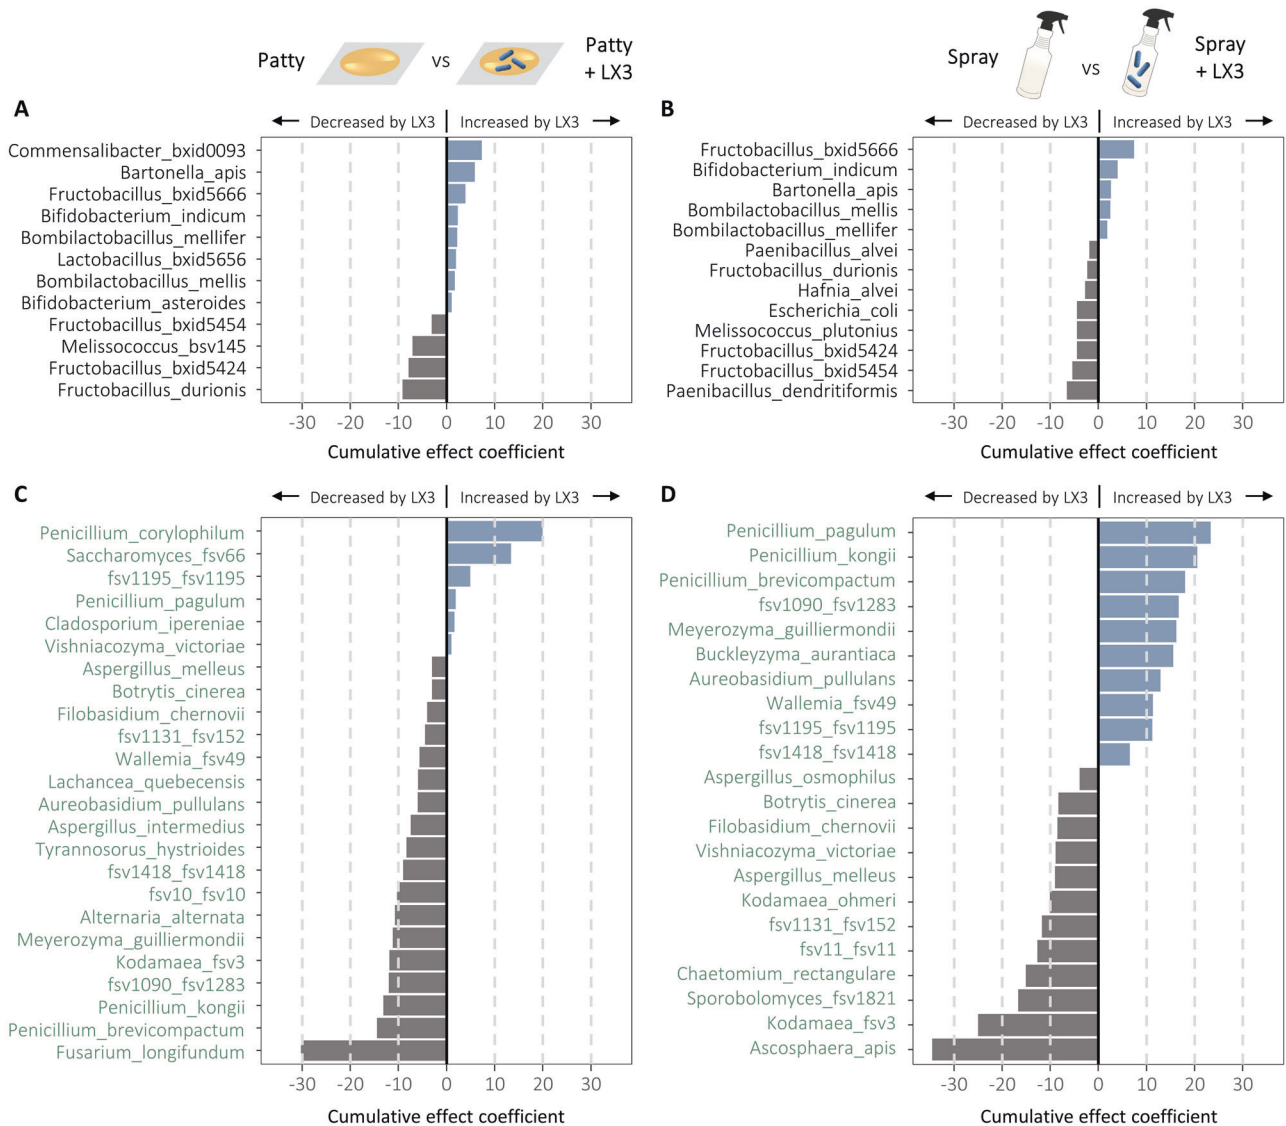 Patty
vs
Patty
+ LX3
Spray
vs
Spray
+ LX3
A
Decreased by LX3
Increased by LX3
Commensalibacter_bxid0093
Bartonella_apis
Fructobacillus_bxid5666
Bifidobacterium_indicum
Bombilactobacillus_mellifer
Lactobacillus_bxid5656
Bombilactobacillus_mellis
Bifidobacterium_asteroides
Fructobacillus_bxid5454
Melissococcus_bsv145
Fructobacillus_bxid5424
Fructobacillus_durionis
-30 -20 -10 0 10 20 30
Cumulative effect coefficient
B
Decreased by LX3
Increased by LX3
Fructobacillus_bxid5666
Bifidobacterium_indicum
Bartonella_apis
Bombilactobacillus_mellis
Bombilactobacillus_mellifer
Paenibacillus_alvei
Fructobacillus_durionis
Hafnia_alvei
Escherichia_coli
Melissococcus_plutonius
Fructobacillus_bxid5424
Fructobacillus_bxid5454
Paenibacillus_dendritiformis
-30 -20 -10 0 10 20 30
Cumulative effect coefficient
C
Decreased by LX3
Increased by LX3
Penicillium_corylophilum
Saccharomyces_fsv66
fsv1195_fsv1195
Penicillium_pagulum
Cladosporium_ipereniae
Vishniacozyma_victoriae
Aspergillus_melleus
Botrytis_cinerea
Filobasidium_chernovii
fsv1131_fsv152
Wallemia_fsv49
Lachancea_quebecensis
Aureobasidium_pullulans
Aspergillus_intermedius
Tyrannosorus_hystrioides
fsv1418_fsv1418
fsv10_fsv10
Alternaria_alternata
Meyerozyma_guilliermondii
Kodamaea_fsv3
fsv1090_fsv1283
Penicillium_kongii
Penicillium_brevicompactum
Fusarium_longifundum
-30 -20 -10 0 10 20 30
Cumulative effect coefficient
D
Decreased by LX3
Increased by LX3
Penicillium_pagulum
Penicillium_kongii
Penicillium_brevicompactum
fsv1090_fsv1283
Meyerozyma_guilliermondii
Buckleyzyma_aurantiaca
Aureobasidium_pullulans
Wallemia_fsv49
fsv1195_fsv1195
fsv1418_fsv1418
Aspergillus_osmophilus
Botrytis_cinerea
Filobasidium_chernovii
Vishniacozyma_victoriae
Aspergillus_melleus
Kodamaea_ohmeri
fsv1131_fsv152
fsv11_fsv11
Chaetomium_rectangulare
Sporobolomyces_fsv1821
Kodamaea_fsv3
Ascosphaera_apis
-30 -20 -10 0 10 20 30
Cumulative effect coefficient